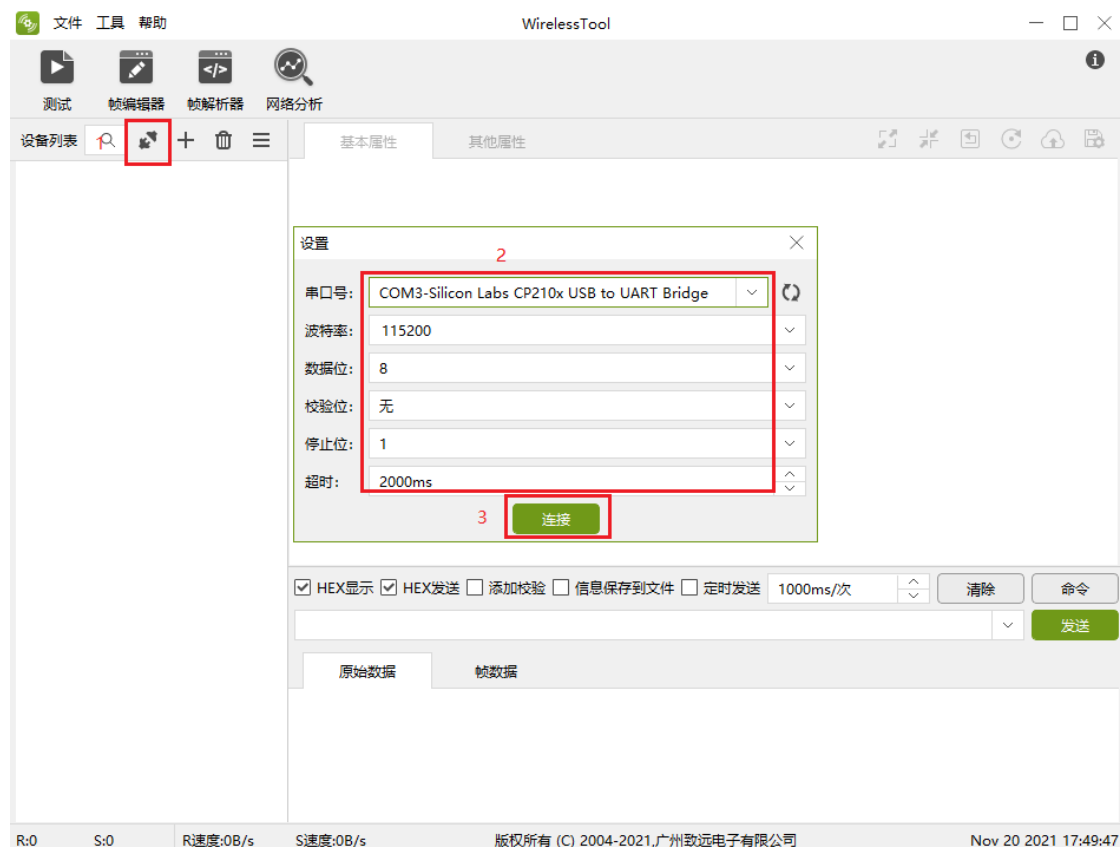 文件 工具 帮助 WirelessTool
测试 帧编辑器 帧解析器 网络分析
设备列表 1 基本属性 其他属性
设置
2
串口号: COM3-Silicon Labs CP210x USB to UART Bridge
波特率: 115200
数据位: 8
校验位: 无
停止位: 1
超时: 2000ms
3 连接
HEX显示 HEX发送 添加校验 信息保存到文件 定时发送 1000ms/次 清除 命令
发送
原始数据 帧数据
R:0 S:0 R速度:0B/s S速度:0B/s 版权所有 (C) 2004-2021,广州致远电子有限公司 Nov 20 2021 17:49:47